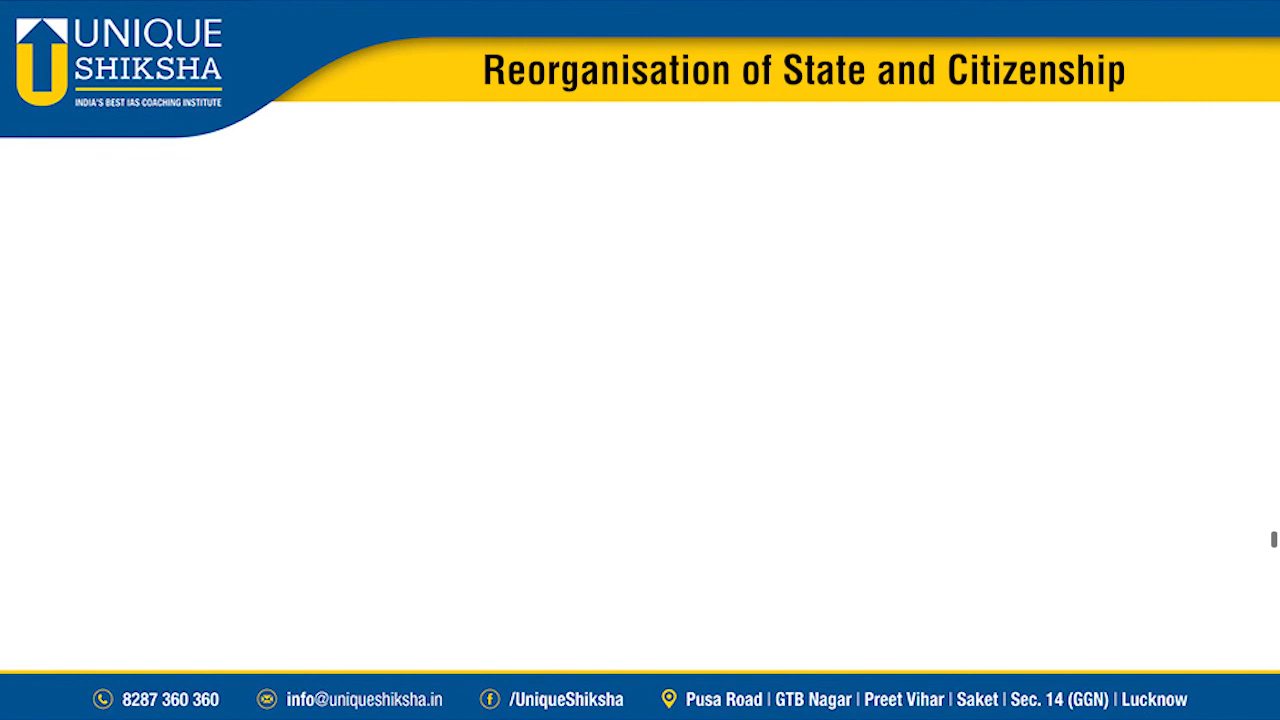 UNIQUE
SHIKSHA
INDIA'S BEST IAS COACHING INSTITUTE
Reorganisation of State and Citizenship
8287 360 360 info@uniqueshiksha.in /UniqueShiksha Pusa Road | GTB Nagar | Preet Vihar | Saket | Sec. 14 (GGN) | Lucknow